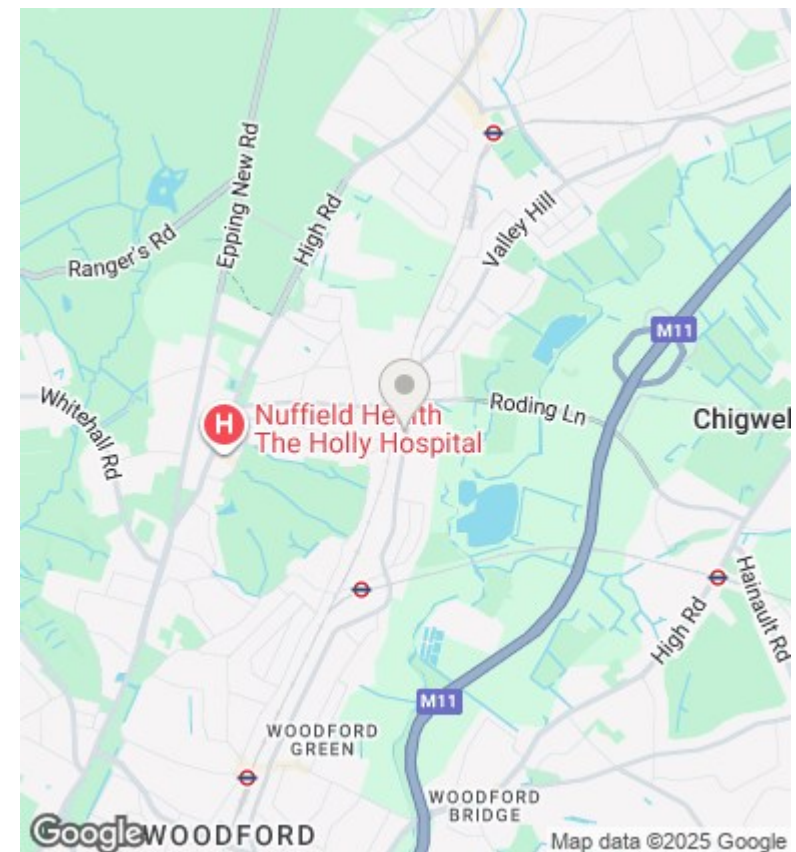 Epping New Rd
High Rd
Ranger's Rd
Valley Hill
M11
Whitehall Rd
H
Nuffield Health
The Holly Hospital
Roding Ln
Chigwel
High Rd
Hainault Rd
M11
WOODFORD
GREEN
WOODFORD
BRIDGE
Google
WOODFORD
Map data ©2025 Google